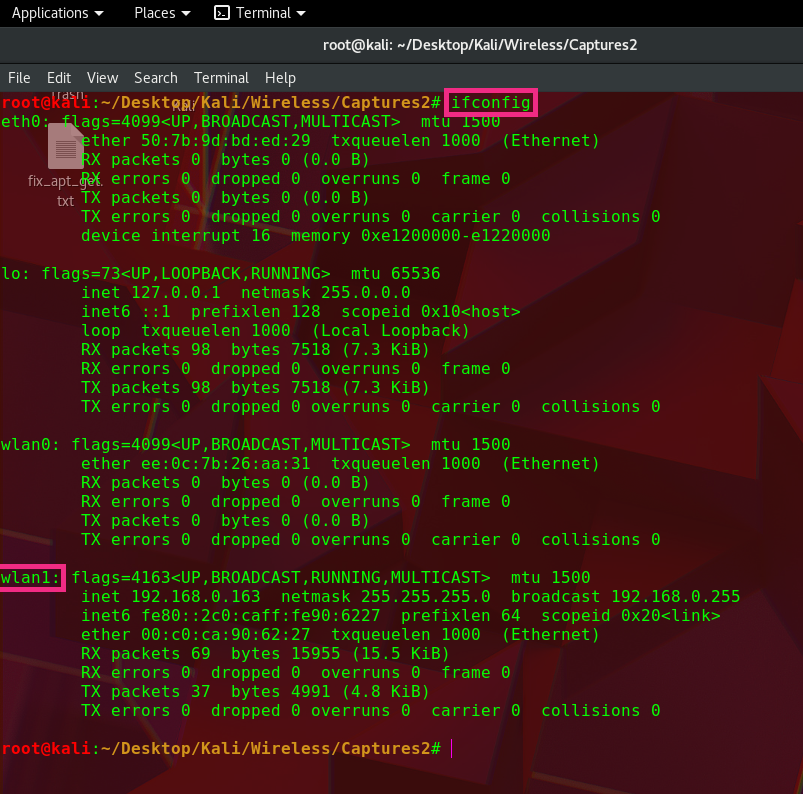 Applications Places Terminal
root@kali: ~/Desktop/Kali/Wireless/Captures2
File Edit View Search Terminal Help
Trash
Kali
root@kali:~/Desktop/Kali/Wireless/Captures2# ifconfig
eth0: flags=4099<UP,BROADCAST,MULTICAST>  mtu 1500
        ether 50:7b:9d:bd:ed:29  txqueuelen 1000  (Ethernet)
        RX packets 0  bytes 0 (0.0 B)
        RX errors 0  dropped 0  overruns 0  frame 0
        TX packets 0  bytes 0 (0.0 B)
        TX errors 0  dropped 0 overruns 0  carrier 0  collisions 0
        device interrupt 16  memory 0xe1200000-e1220000
fix_apt_get.
txt
lo: flags=73<UP,LOOPBACK,RUNNING>  mtu 65536
        inet 127.0.0.1  netmask 255.0.0.0
        inet6 ::1  prefixlen 128  scopeid 0x10<host>
        loop  txqueuelen 1000  (Local Loopback)
        RX packets 98  bytes 7518 (7.3 KiB)
        RX errors 0  dropped 0  overruns 0  frame 0
        TX packets 98  bytes 7518 (7.3 KiB)
        TX errors 0  dropped 0 overruns 0  carrier 0  collisions 0
wlan0: flags=4099<UP,BROADCAST,MULTICAST>  mtu 1500
        ether ee:0c:7b:26:aa:31  txqueuelen 1000  (Ethernet)
        RX packets 0  bytes 0 (0.0 B)
        RX errors 0  dropped 0  overruns 0  frame 0
        TX packets 0  bytes 0 (0.0 B)
        TX errors 0  dropped 0 overruns 0  carrier 0  collisions 0
wlan1: flags=4163<UP,BROADCAST,RUNNING,MULTICAST>  mtu 1500
        inet 192.168.0.163  netmask 255.255.255.0  broadcast 192.168.0.255
        inet6 fe80::2c0:caff:fe90:6227  prefixlen 64  scopeid 0x20<link>
        ether 00:c0:ca:90:62:27  txqueuelen 1000  (Ethernet)
        RX packets 69  bytes 15955 (15.5 KiB)
        RX errors 0  dropped 0  overruns 0  frame 0
        TX packets 37  bytes 4991 (4.8 KiB)
        TX errors 0  dropped 0 overruns 0  carrier 0  collisions 0
root@kali:~/Desktop/Kali/Wireless/Captures2#